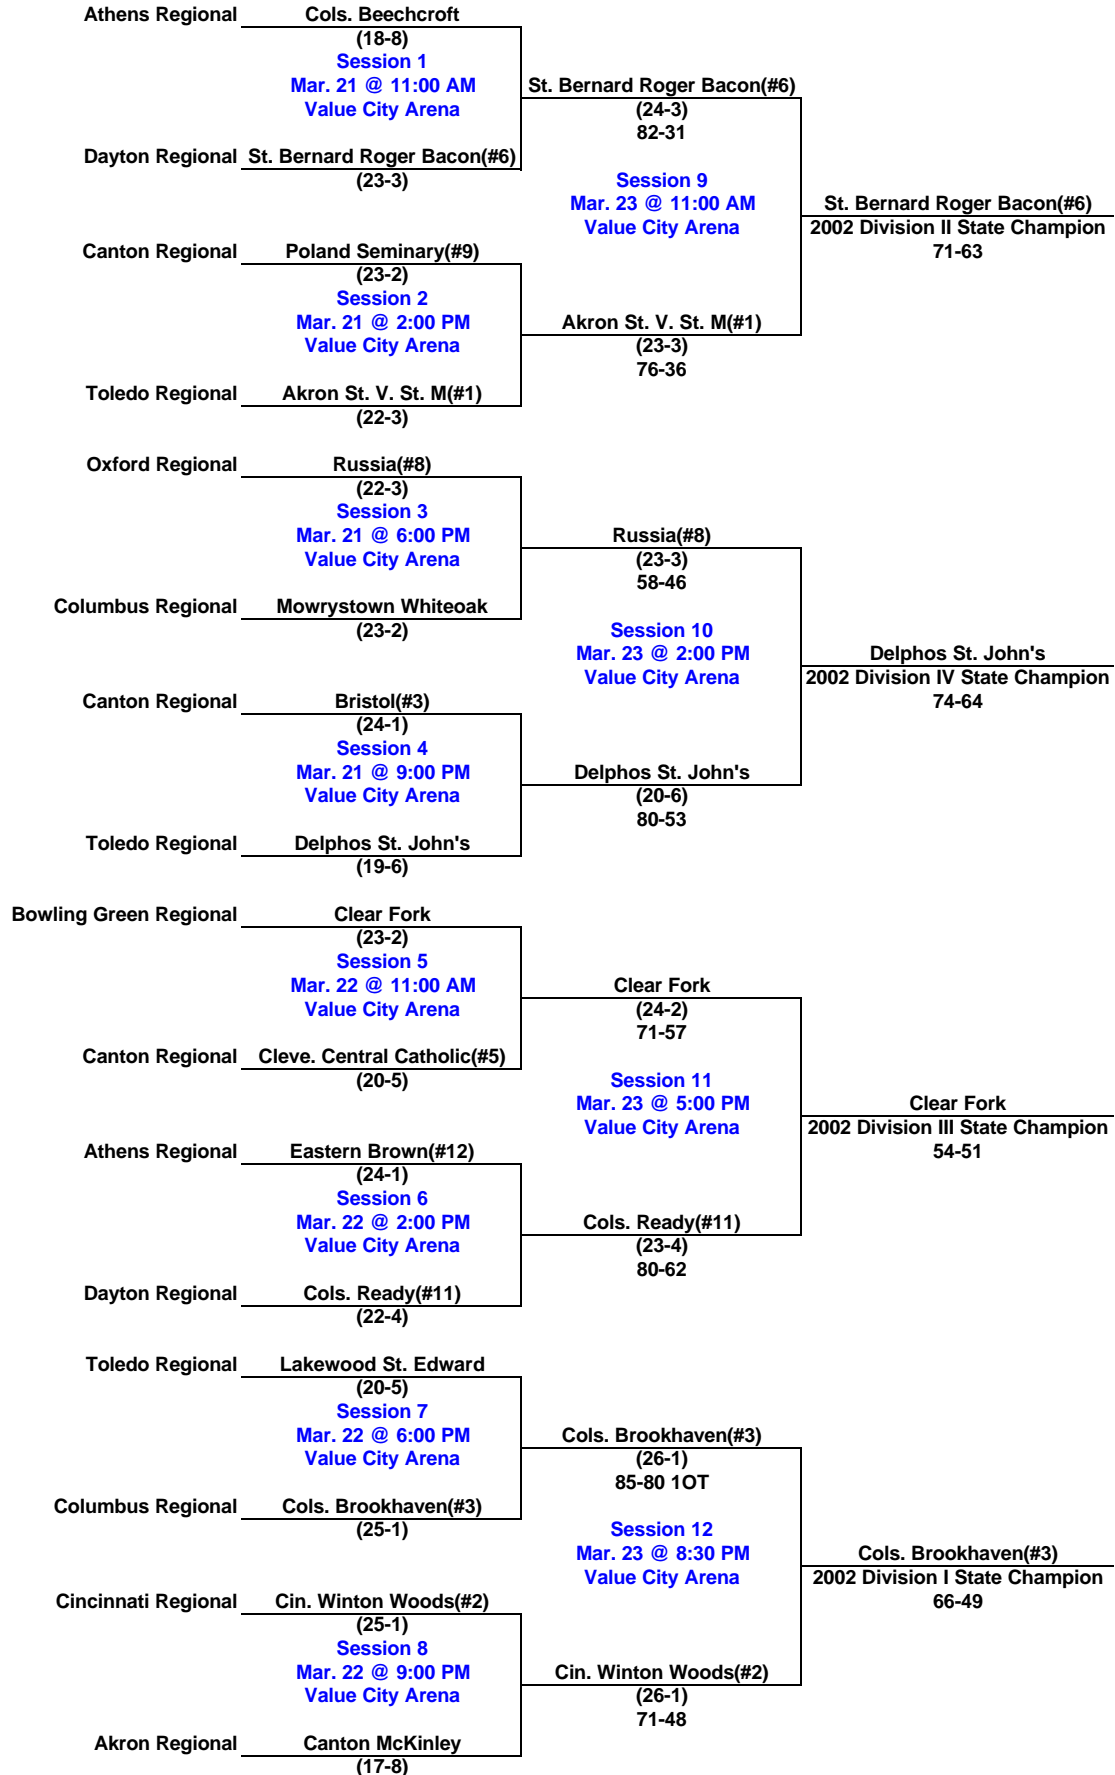 Athens Regional Cols. Beechcroft
(18-8)
Session 1
Mar. 21 @ 11:00 AM
Value City Arena
St. Bernard Roger Bacon(#6)
(24-3)
82-31
Dayton Regional St. Bernard Roger Bacon(#6)
(23-3)
Session 9
Mar. 23 @ 11:00 AM
Value City Arena
St. Bernard Roger Bacon(#6)
2002 Division II State Champion
71-63
Canton Regional Poland Seminary(#9)
(23-2)
Session 2
Mar. 21 @ 2:00 PM
Value City Arena
Akron St. V. St. M(#1)
(23-3)
76-36
Toledo Regional Akron St. V. St. M(#1)
(22-3)
Oxford Regional Russia(#8)
(22-3)
Session 3
Mar. 21 @ 6:00 PM
Value City Arena
Russia(#8)
(23-3)
58-46
Columbus Regional Mowrystown Whiteoak
(23-2)
Session 10
Mar. 23 @ 2:00 PM
Value City Arena
Delphos St. John's
2002 Division IV State Champion
74-64
Canton Regional Bristol(#3)
(24-1)
Session 4
Mar. 21 @ 9:00 PM
Value City Arena
Delphos St. John's
(20-6)
80-53
Toledo Regional Delphos St. John's
(19-6)
Bowling Green Regional Clear Fork
(23-2)
Session 5
Mar. 22 @ 11:00 AM
Value City Arena
Clear Fork
(24-2)
71-57
Canton Regional Cleve. Central Catholic(#5)
(20-5)
Session 11
Mar. 23 @ 5:00 PM
Value City Arena
Clear Fork
2002 Division III State Champion
54-51
Athens Regional Eastern Brown(#12)
(24-1)
Session 6
Mar. 22 @ 2:00 PM
Value City Arena
Cols. Ready(#11)
(23-4)
80-62
Dayton Regional Cols. Ready(#11)
(22-4)
Toledo Regional Lakewood St. Edward
(20-5)
Session 7
Mar. 22 @ 6:00 PM
Value City Arena
Cols. Brookhaven(#3)
(26-1)
85-80 1OT
Columbus Regional Cols. Brookhaven(#3)
(25-1)
Session 12
Mar. 23 @ 8:30 PM
Value City Arena
Cols. Brookhaven(#3)
2002 Division I State Champion
66-49
Cincinnati Regional Cin. Winton Woods(#2)
(25-1)
Session 8
Mar. 22 @ 9:00 PM
Value City Arena
Cin. Winton Woods(#2)
(26-1)
71-48
Akron Regional Canton McKinley
(17-8)